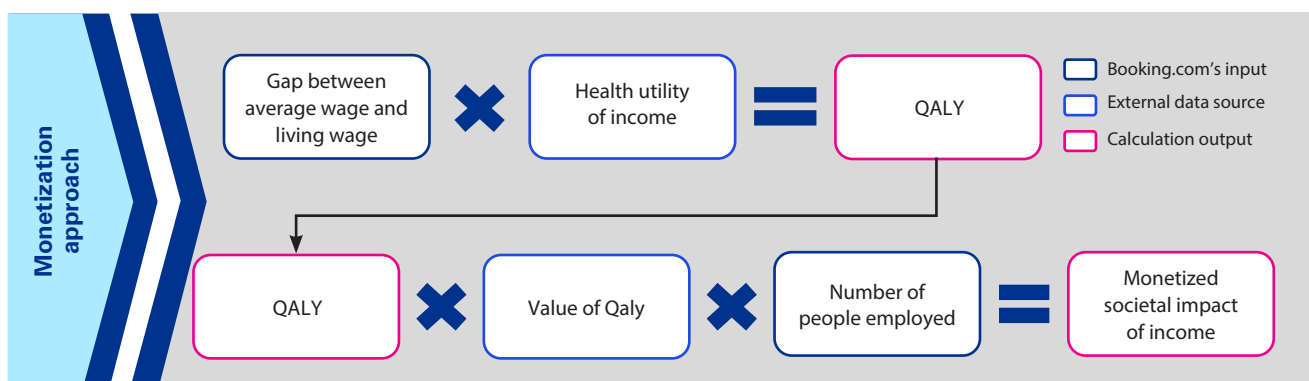 Monetization
approach
Gap between
average wage and
living wage
Health utility
of income
QALY
Booking.com's input
External data source
Calculation output
QALY
Value of Qaly
Number of
people employed
Monetized
societal impact
of income